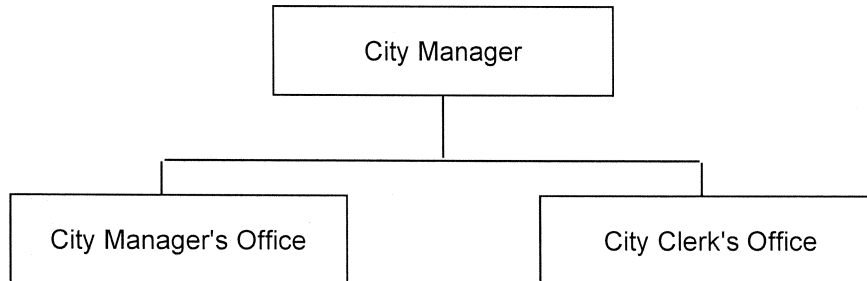 City Manager
City Manager's Office
City Clerk's Office